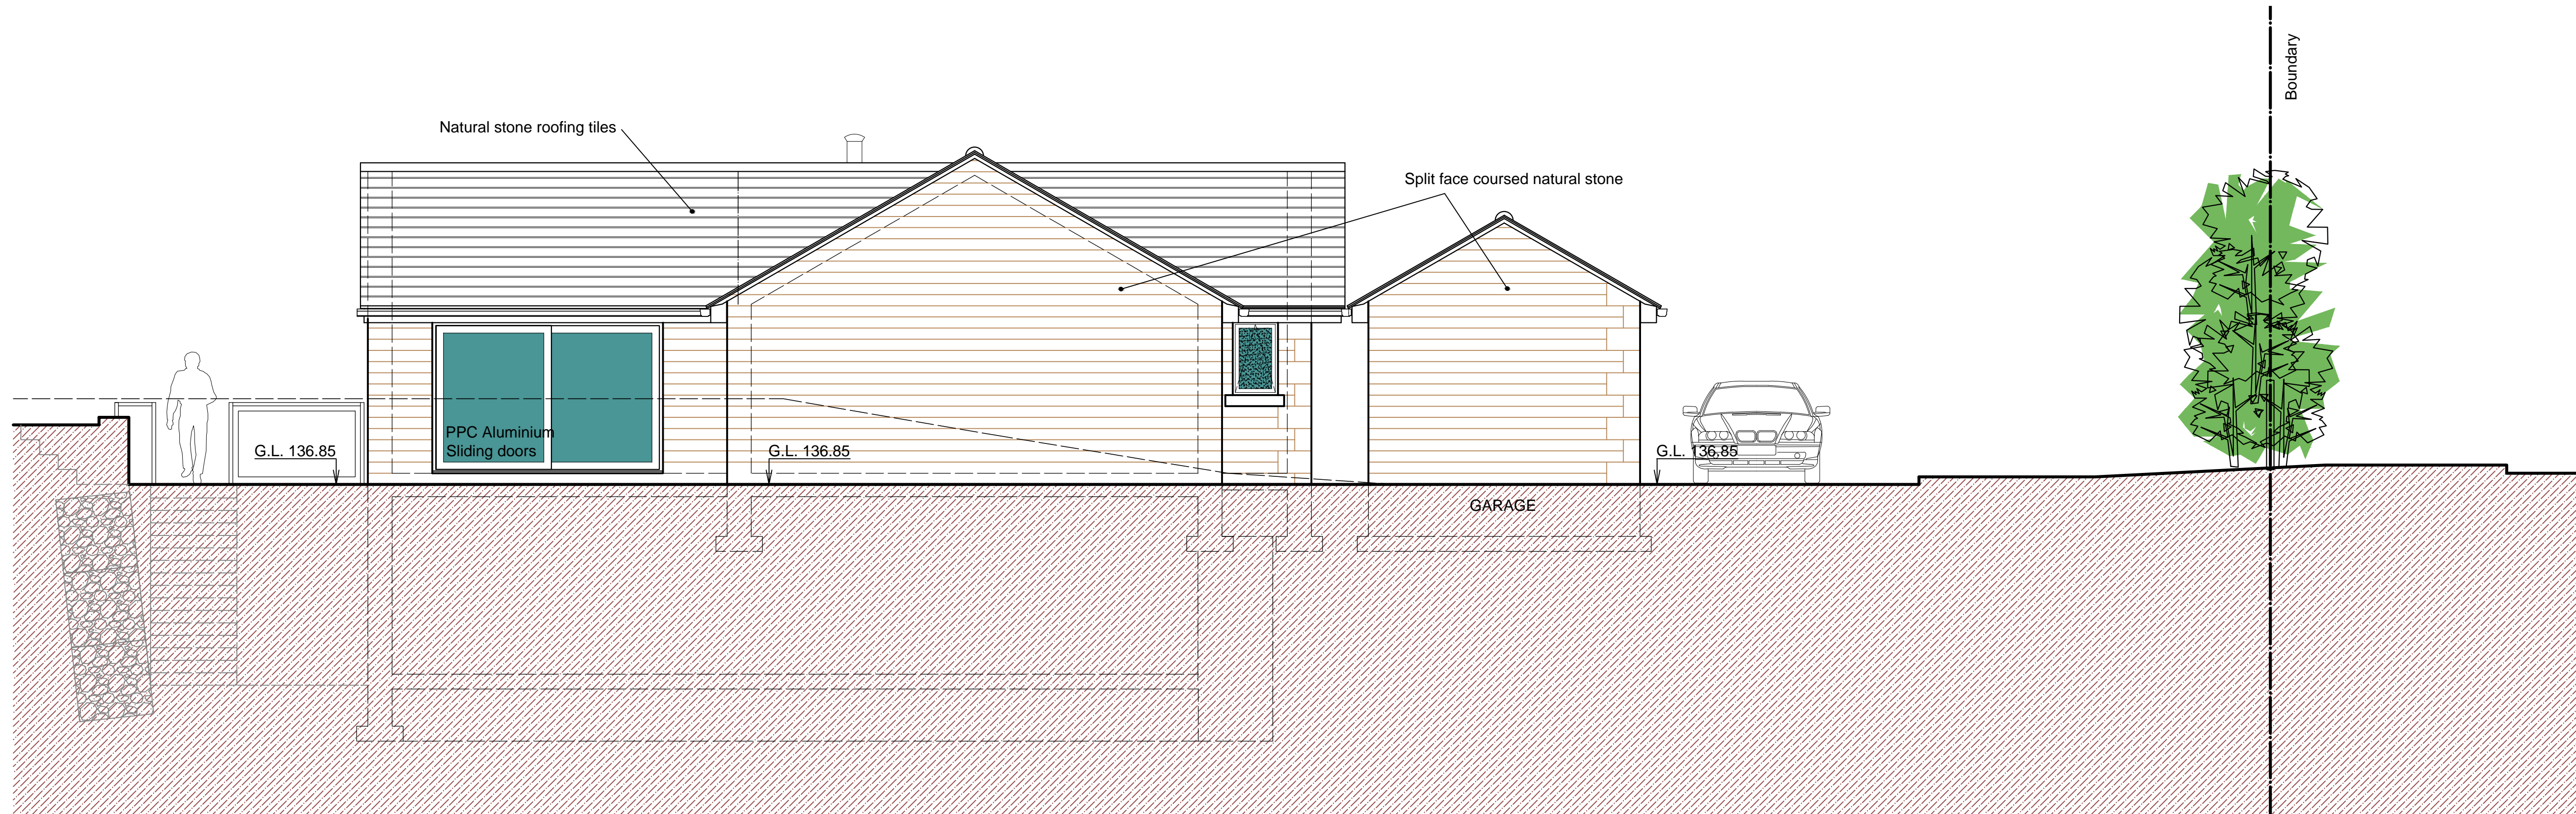 Boundary
Natural stone roofing tiles
Split face coursed natural stone
PPC Aluminium
Sliding doors
G.L. 136.85
G.L. 136.85
G.L. 136.85
GARAGE